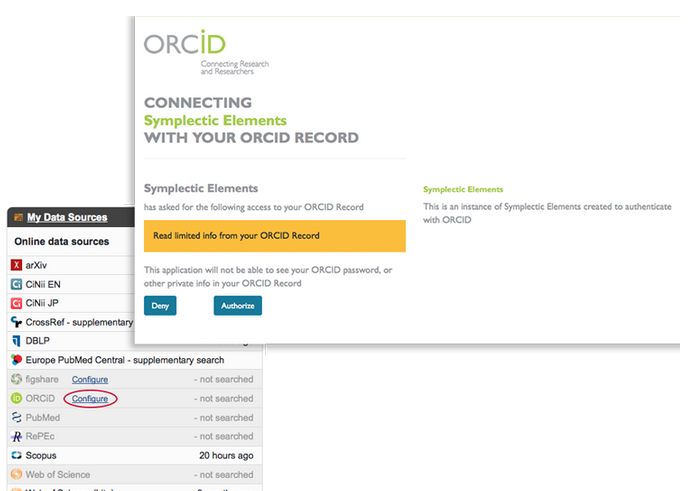 ORCiD
Connecting Research
and Researchers
CONNECTING
Symplectic Elements
WITH YOUR ORCID RECORD
Symplectic Elements
has asked for the following access to your ORCID Record
Read limited info from your ORCID Record
This application will not be able to see your ORCID password, or
other private info in your ORCID Record
Deny
Authorize
Symplectic Elements
This is an instance of Symplectic Elements created to authenticate
with ORCID
My Data Sources
Online data sources
arXiv
CiNii EN
CiNii JP
CrossRef - supplementary
DBLP
Europe PubMed Central - supplementary search
figshare Configure - not searched
ORCiD Configure - not searched
PubMed - not searched
RePEc - not searched
Scopus 20 hours ago
Web of Science - not searched